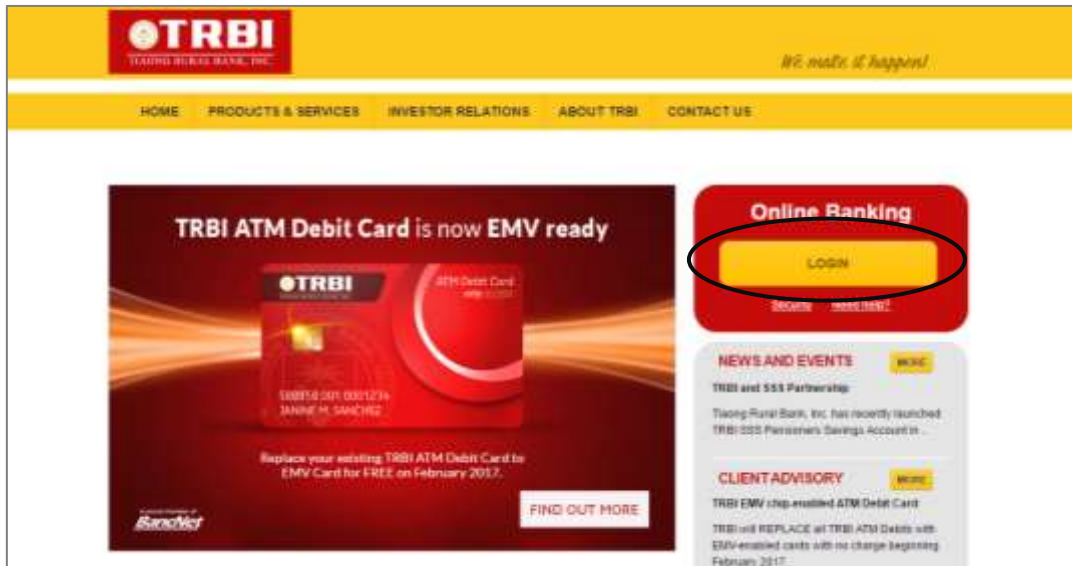 TRBI
TIAONG RURAL BANK, INC.
We make it happen!
HOME PRODUCTS & SERVICES INVESTOR RELATIONS ABOUT TRBI CONTACT US
TRBI ATM Debit Card is now EMV ready
TRBI
ATM Debit Card
JANINE M. SANCHEZ
Replace your existing TRBI ATM Debit Card to
EMV Card for FREE on February 2017.
BancNet
FIND OUT MORE
Online Banking
LOGIN
Security Need Help?
NEWS AND EVENTS MORE
TRBI and SSS Partnership
Tiaong Rural Bank, Inc. has recently launched
TRBI SSS Pensioners Savings Account in ...
CLIENT ADVISORY MORE
TRBI EMV chip-enabled ATM Debit Card
TRBI will REPLACE all TRBI ATM Debits with
EMV-enabled cards with no charge beginning
February 2017